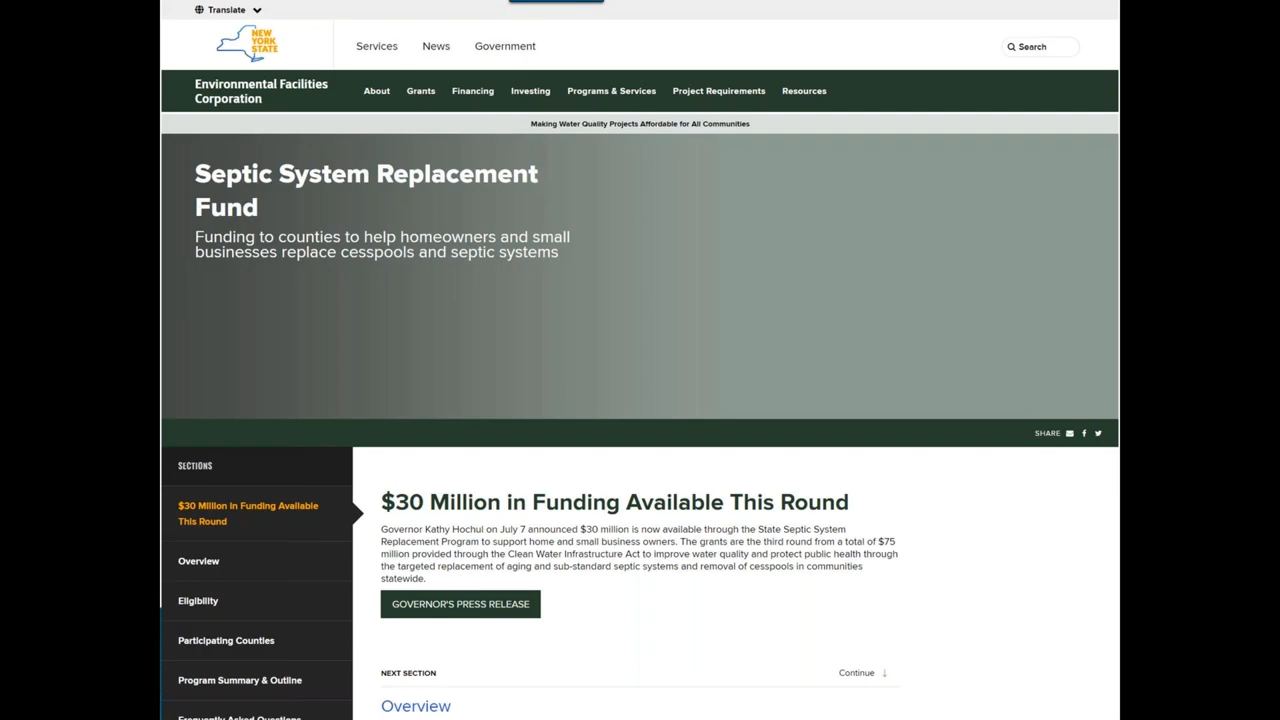 Translate
NEW
YORK
STATE
Services
News
Government
Search
Environmental Facilities
Corporation
About
Grants
Financing
Investing
Programs & Services
Project Requirements
Resources
Making Water Quality Projects Affordable for All Communities
Septic System Replacement
Fund
Funding to counties to help homeowners and small
businesses replace cesspools and septic systems
SHARE
SECTIONS
$30 Million in Funding Available
This Round
Overview
Eligibility
Participating Counties
Program Summary & Outline
Frequently Asked Questions
$30 Million in Funding Available This Round
Governor Kathy Hochul on July 7 announced $30 million is now available through the State Septic System
Replacement Program to support home and small business owners. The grants are the third round from a total of $75
million provided through the Clean Water Infrastructure Act to improve water quality and protect public health through
the targeted replacement of aging and sub-standard septic systems and removal of cesspools in communities
statewide.
GOVERNOR'S PRESS RELEASE
NEXT SECTION
Continue ↓
Overview